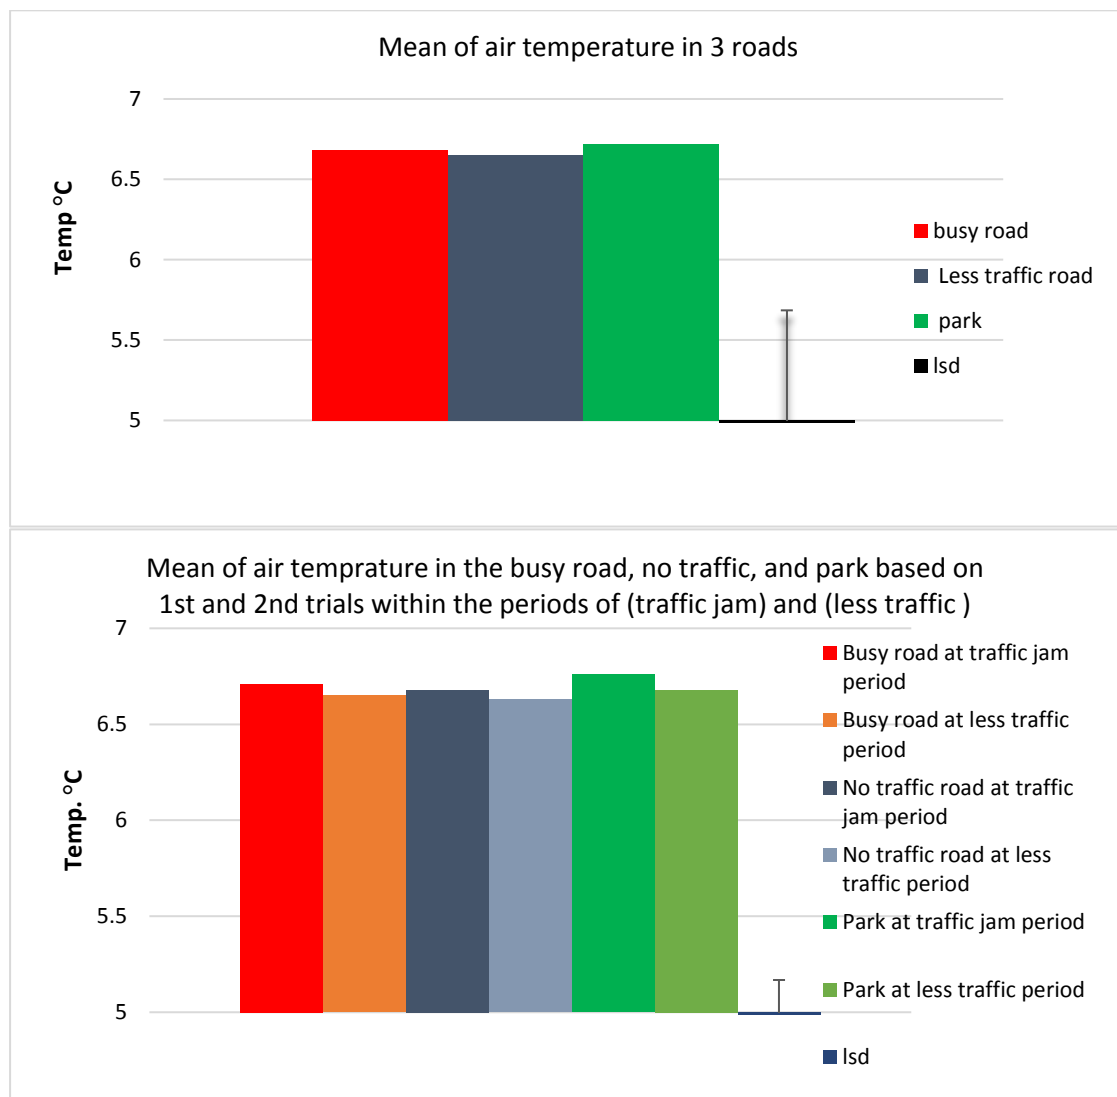 Mean of air temperature in 3 roads
7
6.5
6
5.5
5
Temp °C
busy road
Less traffic road
park
lsd
Mean of air temprature in the busy road, no traffic, and park based on
1st and 2nd trials within the periods of (traffic jam) and (less traffic )
7
6.5
6
5.5
5
Temp. °C
Busy road at traffic jam
period
Busy road at less traffic
period
No traffic road at traffic
jam period
No traffic road at less
traffic period
Park at traffic jam period
Park at less traffic period
lsd